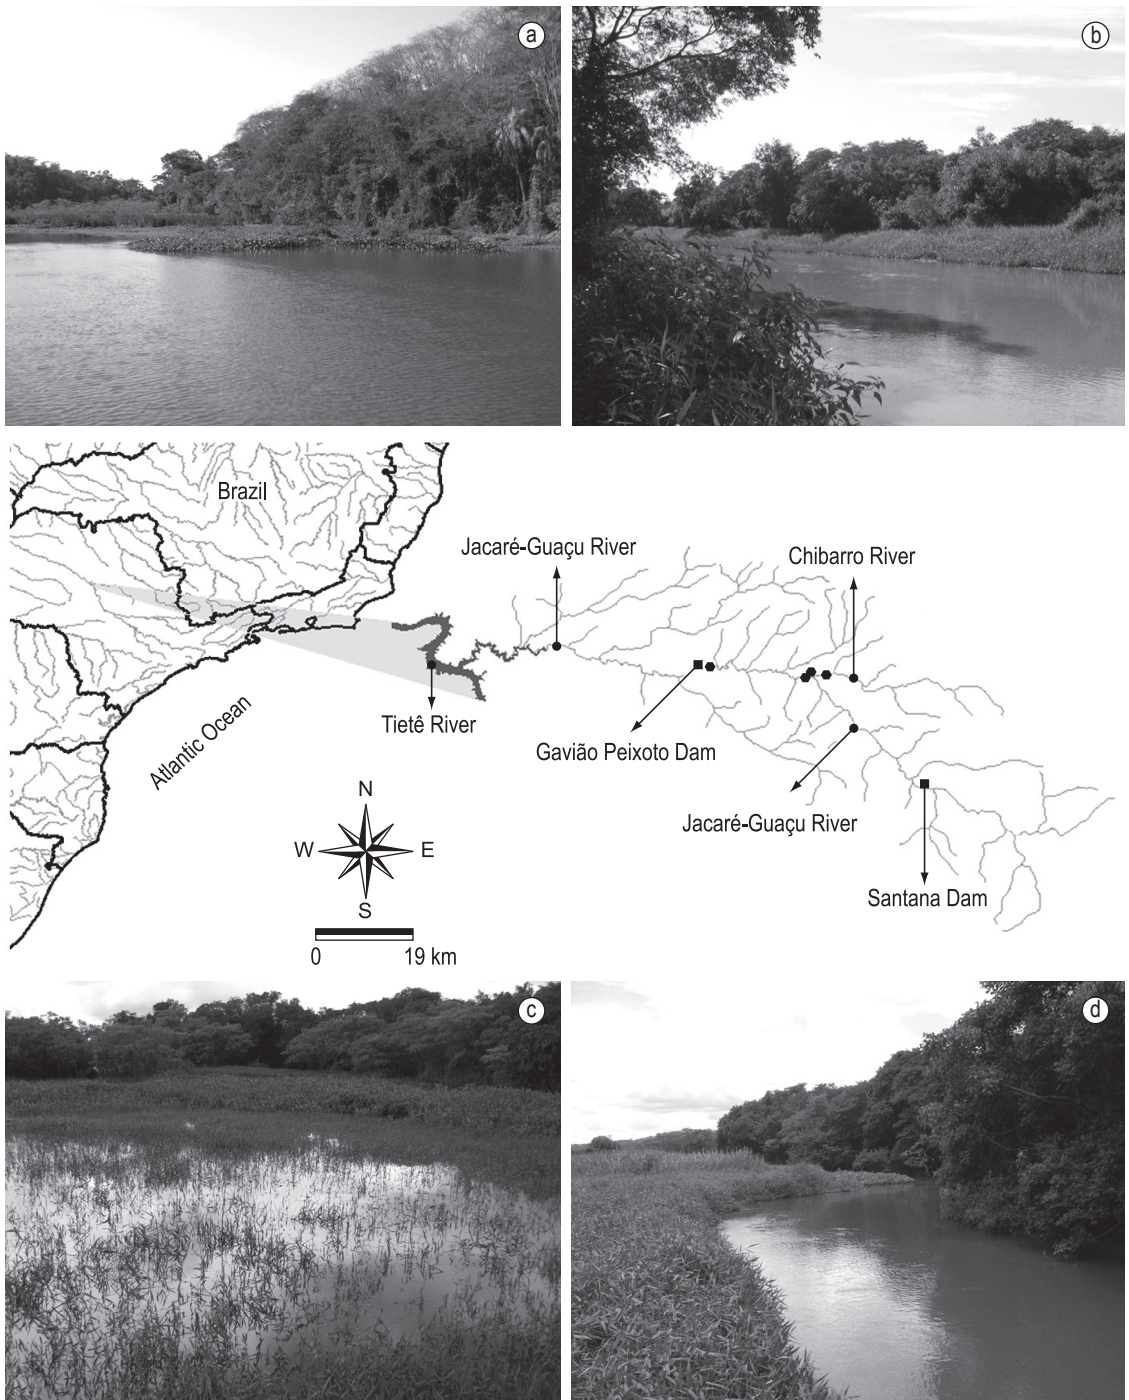 a
b
Brazil
Jacaré-Guaçu River
Chibarro River
Tietê River
Gavião Peixoto Dam
Atlantic Ocean
Jacaré-Guaçu River
Santana Dam
N
W
E
S
0
19 km
c
d